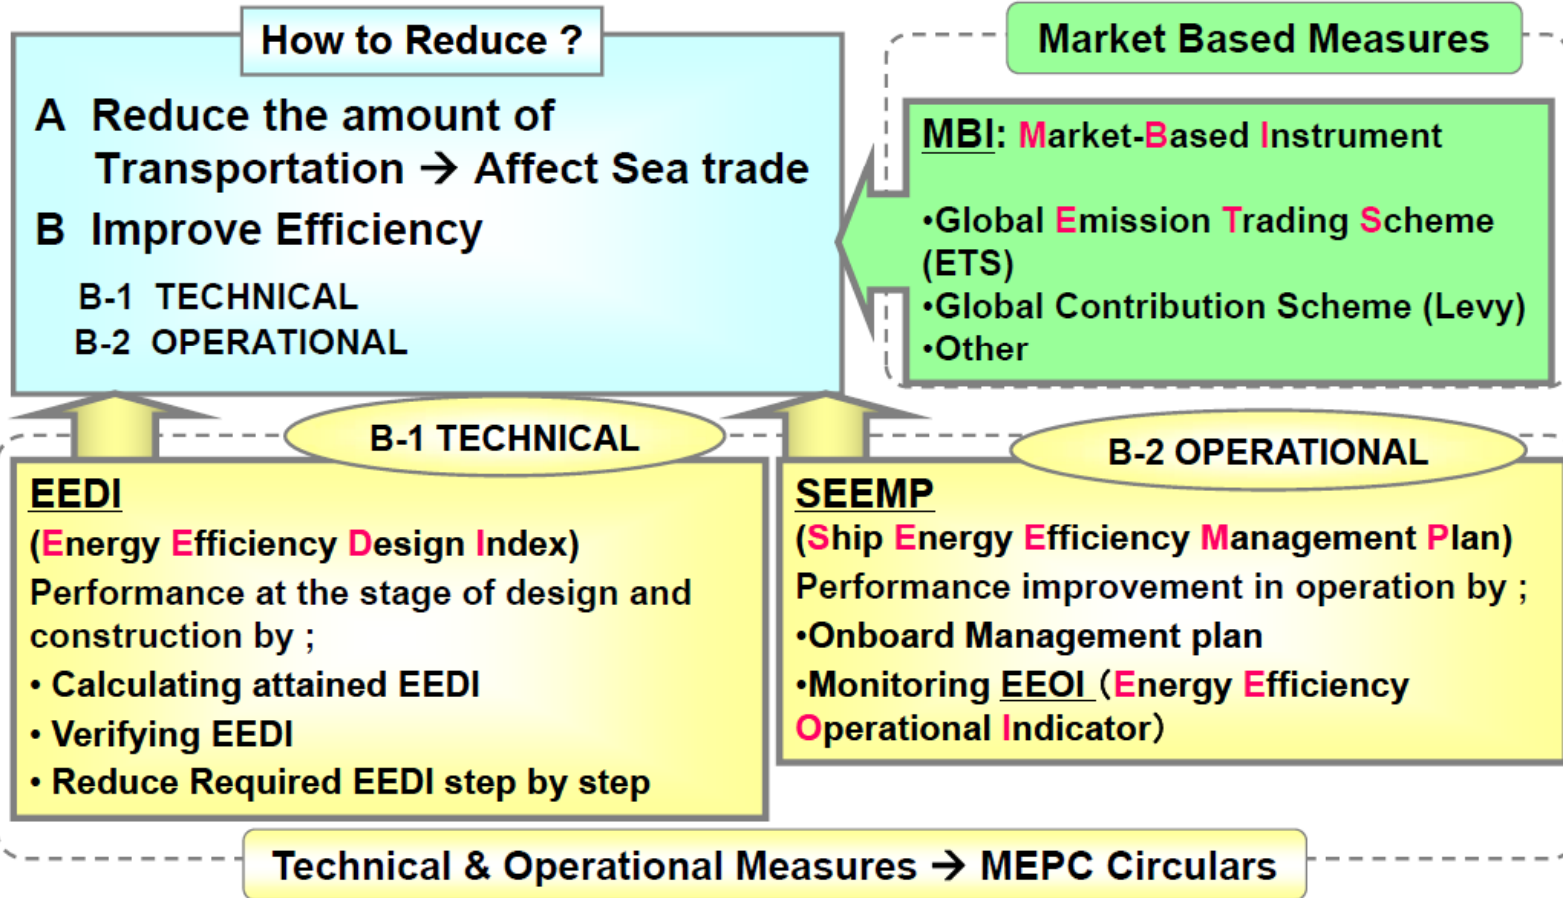 How to Reduce ?
A Reduce the amount of
Transportation → Affect Sea trade
B Improve Efficiency
B-1 TECHNICAL
B-2 OPERATIONAL
Market Based Measures
MBI: Market-Based Instrument
•Global Emission Trading Scheme
(ETS)
•Global Contribution Scheme (Levy)
•Other
B-1 TECHNICAL
EEDI
(Energy Efficiency Design Index)
Performance at the stage of design and
construction by ;
• Calculating attained EEDI
• Verifying EEDI
• Reduce Required EEDI step by step
B-2 OPERATIONAL
SEEMP
(Ship Energy Efficiency Management Plan)
Performance improvement in operation by ;
•Onboard Management plan
•Monitoring EEOI（Energy Efficiency
Operational Indicator）
Technical & Operational Measures → MEPC Circulars